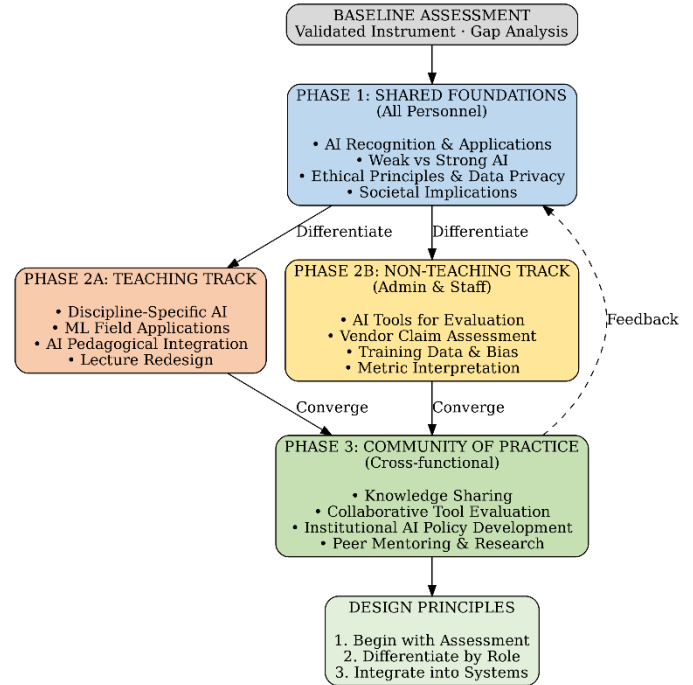 BASELINE ASSESSMENT
Validated Instrument · Gap Analysis
PHASE 1: SHARED FOUNDATIONS
(All Personnel)
• AI Recognition & Applications
• Weak vs Strong AI
• Ethical Principles & Data Privacy
• Societal Implications
Differentiate
Differentiate
PHASE 2A: TEACHING TRACK
• Discipline-Specific AI
• ML Field Applications
• AI Pedagogical Integration
• Lecture Redesign
PHASE 2B: NON-TEACHING TRACK
(Admin & Staff)
• AI Tools for Evaluation
• Vendor Claim Assessment
• Training Data & Bias
• Metric Interpretation
Feedback
Converge
Converge
PHASE 3: COMMUNITY OF PRACTICE
(Cross-functional)
• Knowledge Sharing
• Collaborative Tool Evaluation
• Institutional AI Policy Development
• Peer Mentoring & Research
DESIGN PRINCIPLES
1. Begin with Assessment
2. Differentiate by Role
3. Integrate into Systems